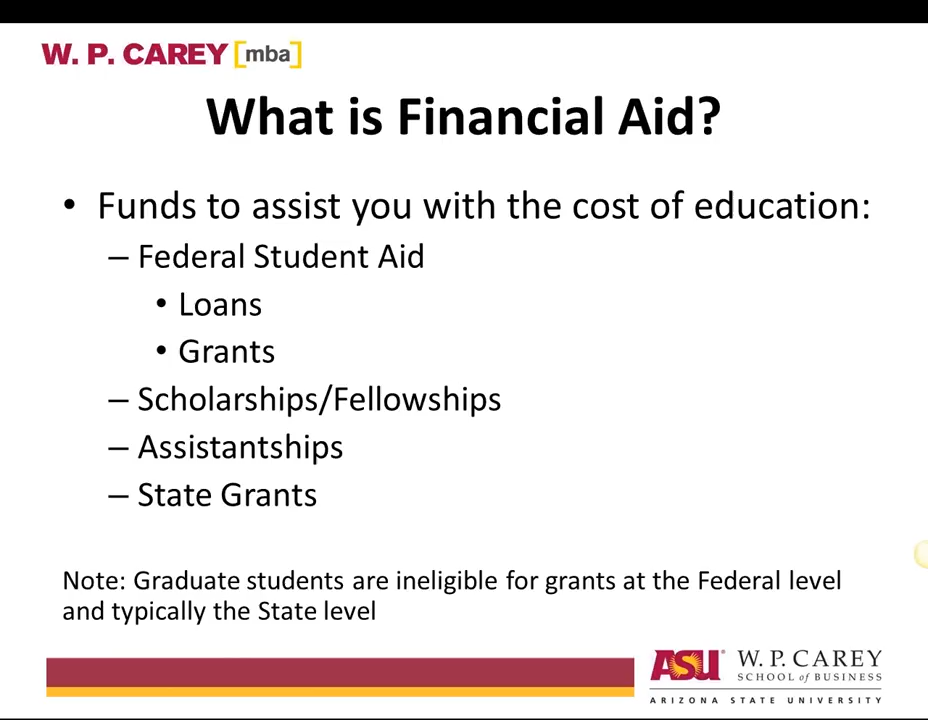 W. P. CAREY [mba]
What is Financial Aid?
• Funds to assist you with the cost of education:
– Federal Student Aid
• Loans
• Grants
– Scholarships/Fellowships
– Assistantships
– State Grants
Note: Graduate students are ineligible for grants at the Federal level
and typically the State level
ASU W. P. CAREY
SCHOOL of BUSINESS
ARIZONA STATE UNIVERSITY